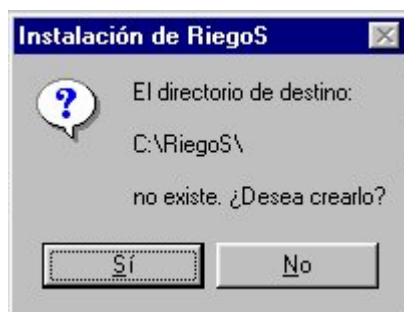 Instalación de RiegoS
El directorio de destino:
C:\RiegoS\
no existe. ¿Desea crearlo?
Sí
No